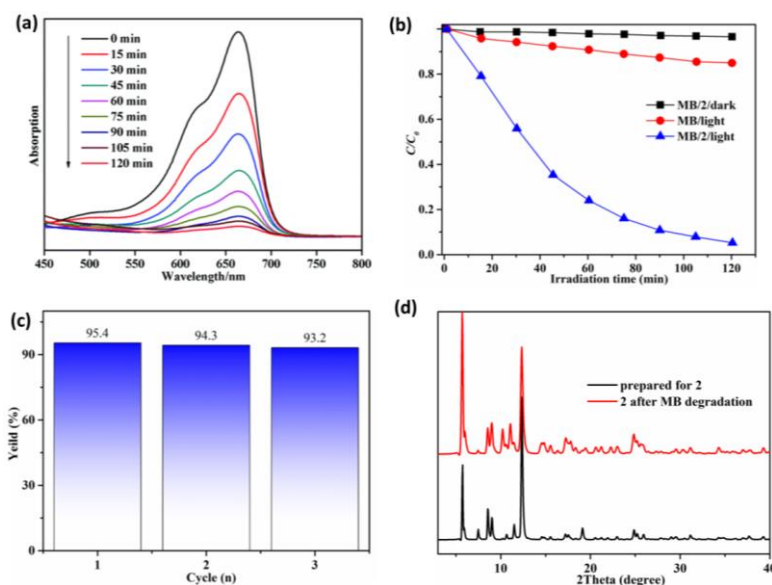 (a)
0 min
15 min
30 min
45 min
60 min
75 min
90 min
105 min
120 min
Absorption
450 500 550 600 650 700 750 800
Wavelength/nm
(b)
0.8
0.6
0.4
0.2
0.0
C/C0
MB/2/dark
MB/light
MB/2/light
0 20 40 60 80 100 120
Irradiation time (min)
(c)
95.4 94.3 93.2
90
60
30
0
Yeild (%)
1 2 3
Cycle (n)
(d)
prepared for 2
2 after MB degradation
10 20 30 40
2Theta (degree)